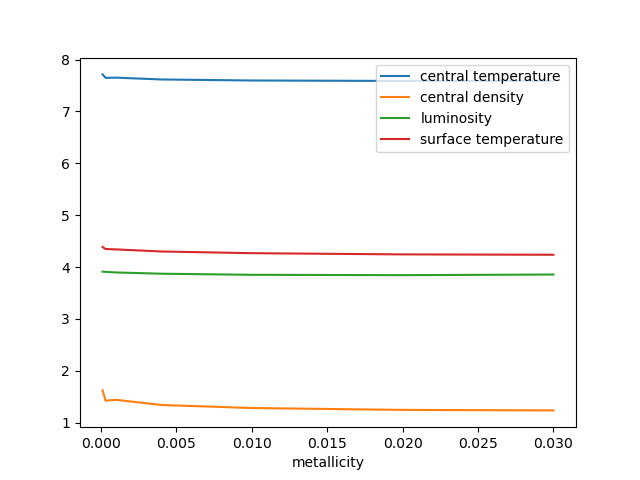 8
7
6
5
4
3
2
1
central temperature
central density
luminosity
surface temperature
0.000 0.005 0.010 0.015 0.020 0.025 0.030
metallicity